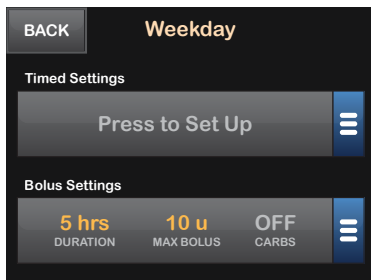 BACK
Weekday
Timed Settings
Press to Set Up
Bolus Settings
5 hrs 10 u OFF
DURATION MAX BOLUS CARBS